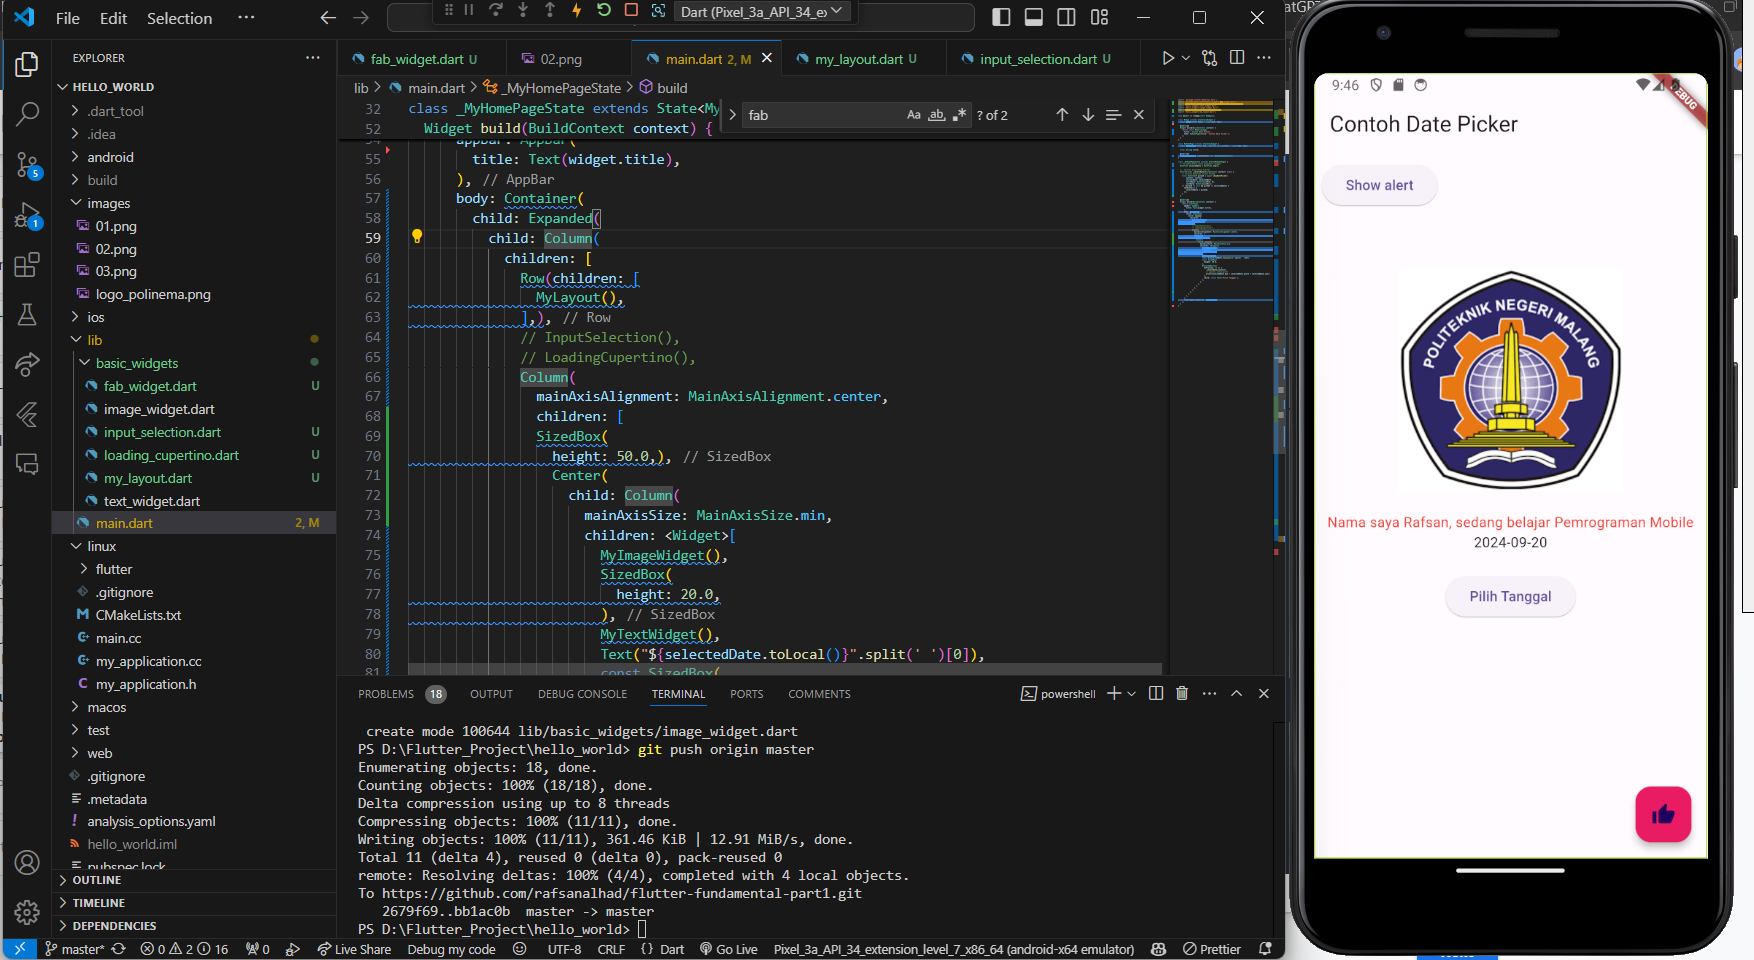 File Edit Selection ···
Dart (Pixel_3a_API_34_e
EXPLORER
HELLO_WORLD
.dart_tool
.idea
android
build
images
01.png
02.png
03.png
logo_polinema.png
ios
lib
basic_widgets
fab_widget.dart U
image_widget.dart
input_selection.dart U
loading_cupertino.dart U
my_layout.dart U
text_widget.dart
main.dart 2, M
linux
flutter
.gitignore
CMakeLists.txt
main.cc
my_application.cc
my_application.h
macos
test
web
.gitignore
.metadata
analysis_options.yaml
hello_world.iml
pubspec.lock
OUTLINE
TIMELINE
DEPENDENCIES
5
1
fab_widget.dart U 02.png main.dart 2, M my_layout.dart U input_selection.dart U
lib > main.dart > _MyHomePageState > build
fab Aa ab ? of 2
32 class _MyHomePageState extends State<My
52 Widget build(BuildContext context) {
54 appBar: AppBar(
55 title: Text(widget.title),
56 ), // AppBar
57 body: Container(
58 child: Expanded(
59 child: Column(
60 children: [
61 Row(children: [
62 MyLayout(),
63 ],), // Row
64 // InputSelection(),
65 // LoadingCupertino(),
66 Column(
67 mainAxisAlignment: MainAxisAlignment.center,
68 children: [
69 SizedBox(
70 height: 50.0,), // SizedBox
71 Center(
72 child: Column(
73 mainAxisSize: MainAxisSize.min,
74 children: <Widget>[
75 MyImageWidget(),
76 SizedBox(
77 height: 20.0,
78 ), // SizedBox
79 MyTextWidget(),
80 Text("${selectedDate.toLocal()}".split(' ')[0]),
81 const SizedBox(
PROBLEMS 18 OUTPUT DEBUG CONSOLE TERMINAL PORTS COMMENTS powershell
create mode 100644 lib/basic_widgets/image_widget.dart
PS D:\Flutter_Project\hello_world> git push origin master
Enumerating objects: 18, done.
Counting objects: 100% (18/18), done.
Delta compression using up to 8 threads
Compressing objects: 100% (11/11), done.
Writing objects: 100% (11/11), 361.46 KiB | 12.91 MiB/s, done.
Total 11 (delta 4), reused 0 (delta 0), pack-reused 0
remote: Resolving deltas: 100% (4/4), completed with 4 local objects.
To https://github.com/rafsanalhad/flutter-fundamental-part1.git
2679f69..bb1ac0b master -> master
PS D:\Flutter_Project\hello_world>
master* 0 2 16 0 Live Share Debug my code UTF-8 CRLF {} Dart Go Live Pixel_3a_API_34_extension_level_7_x86_64 (android-x64 emulator) Prettier
9:46
DEBUG
Contoh Date Picker
Show alert
POLITEKNIK NEGERI MALANG
Nama saya Rafsan, sedang belajar Pemrograman Mobile
2024-09-20
Pilih Tanggal